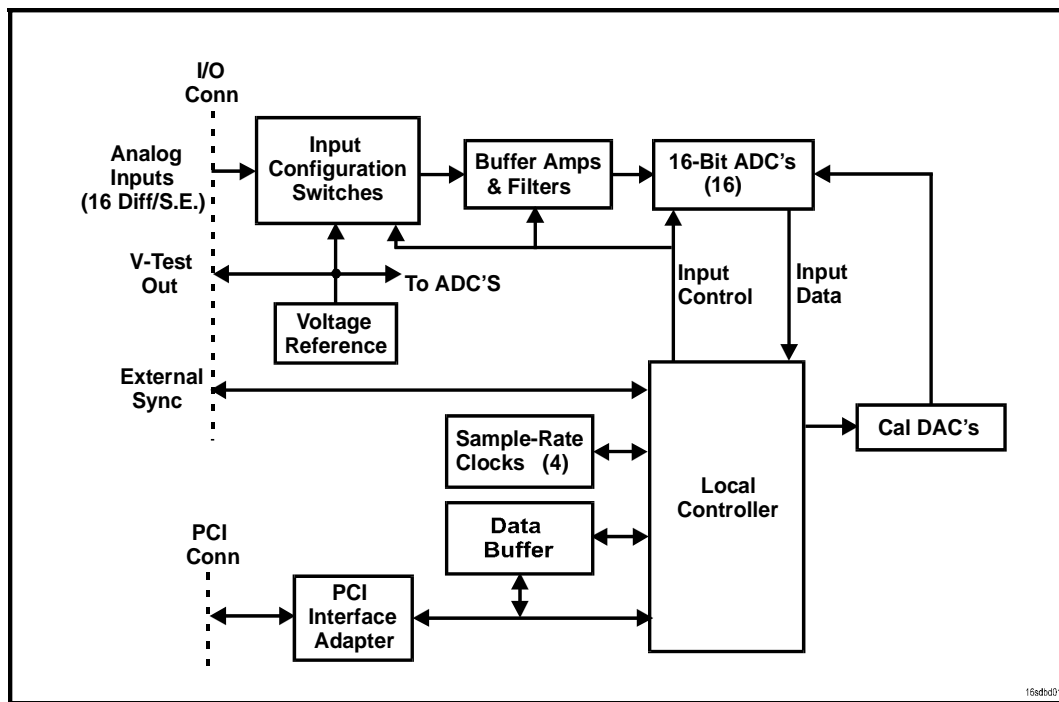 I/O
Conn
Analog
Inputs
(16 Diff/S.E.)
Input
Configuration
Switches
Buffer Amps
& Filters
16-Bit ADC's
(16)
V-Test
Out
To ADC'S
Input
Control
Input
Data
Voltage
Reference
External
Sync
Sample-Rate
Clocks (4)
Local
Controller
Cal DAC's
Data
Buffer
PCI
Conn
PCI
Interface
Adapter